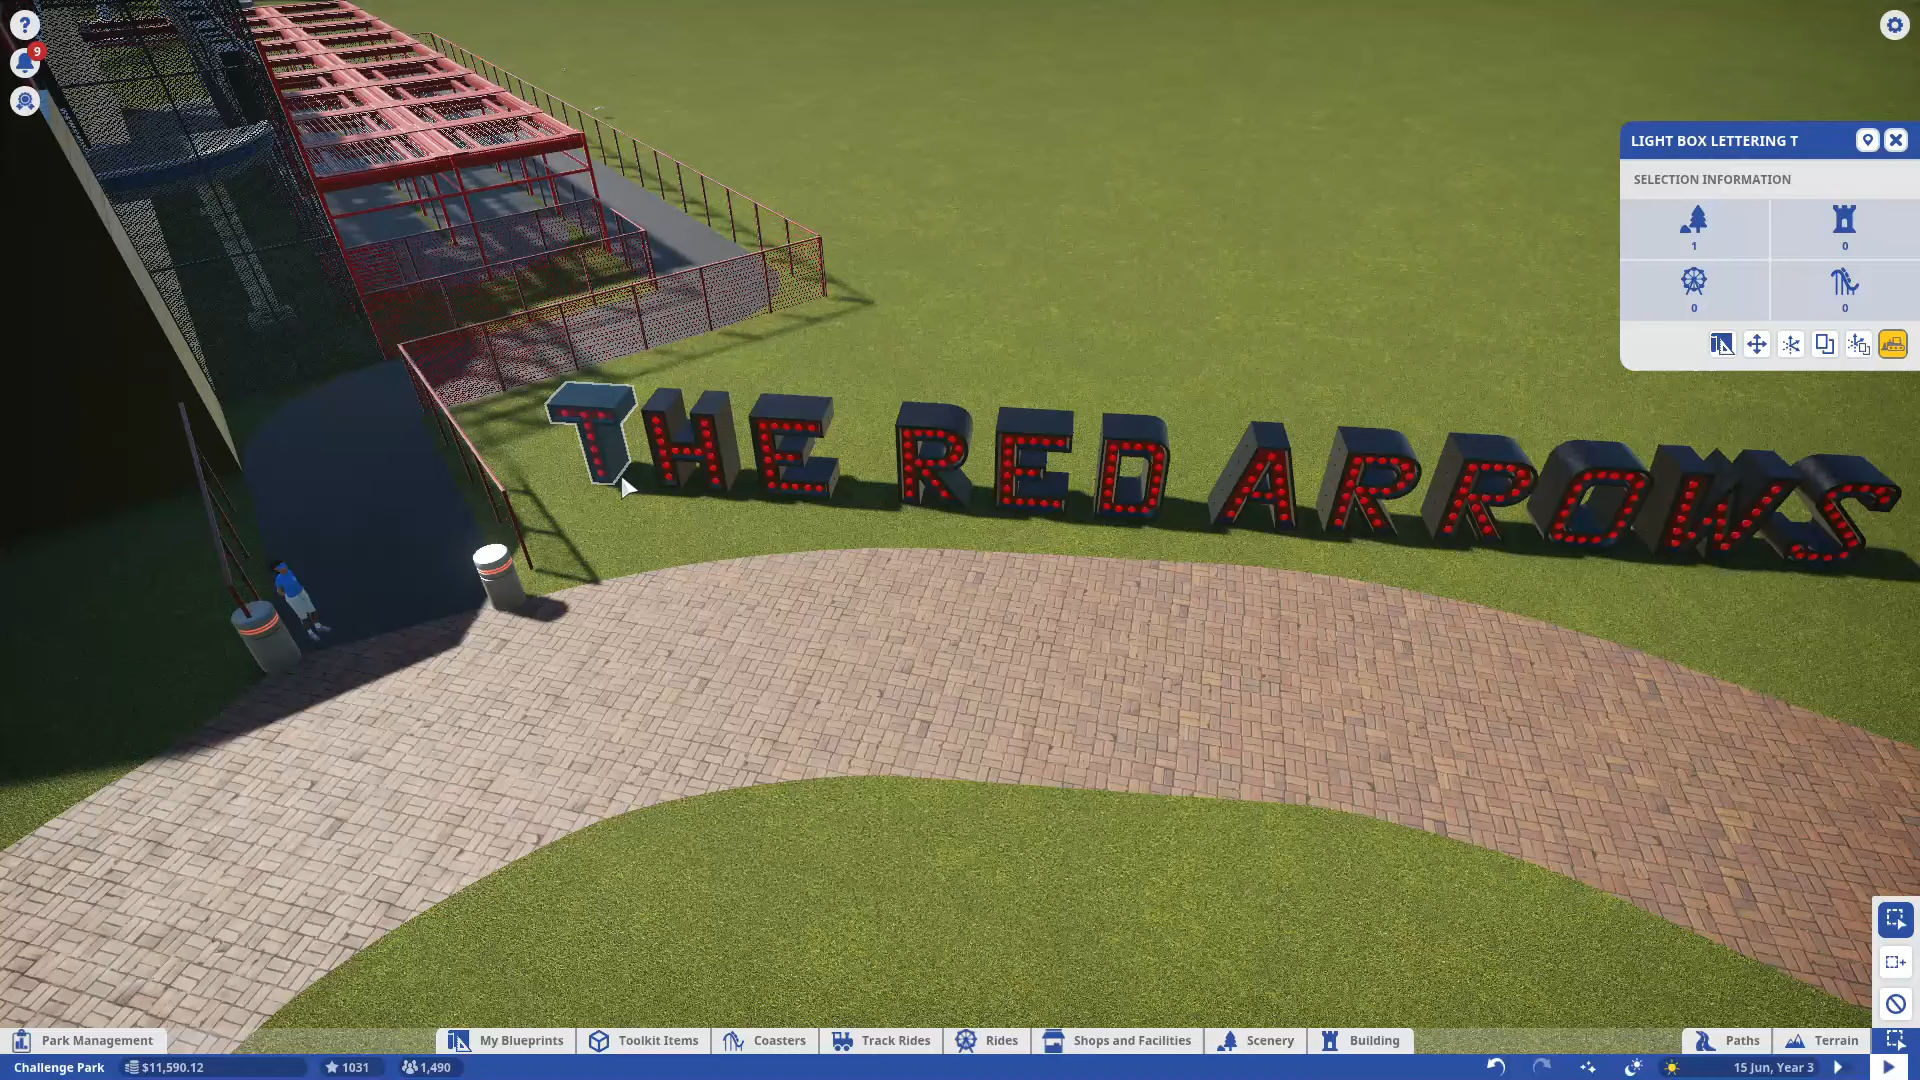 9
LIGHT BOX LETTERING T
SELECTION INFORMATION
1
0
0
0
THE RED ARROWS
Park Management
My Blueprints
Toolkit Items
Coasters
Track Rides
Rides
Shops and Facilities
Scenery
Building
Paths
Terrain
Challenge Park
$11,590.12
1031
1,490
15 Jun, Year 3